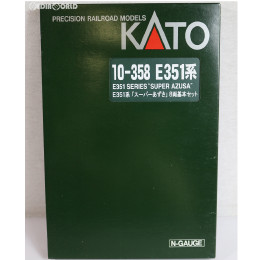 PRECISION RAILROAD MODELS
KATO
10-358 E351系
E351 SERIES "SUPER AZUSA"
E351系「スーパーあずさ」8両基本セット
N-GAUGE